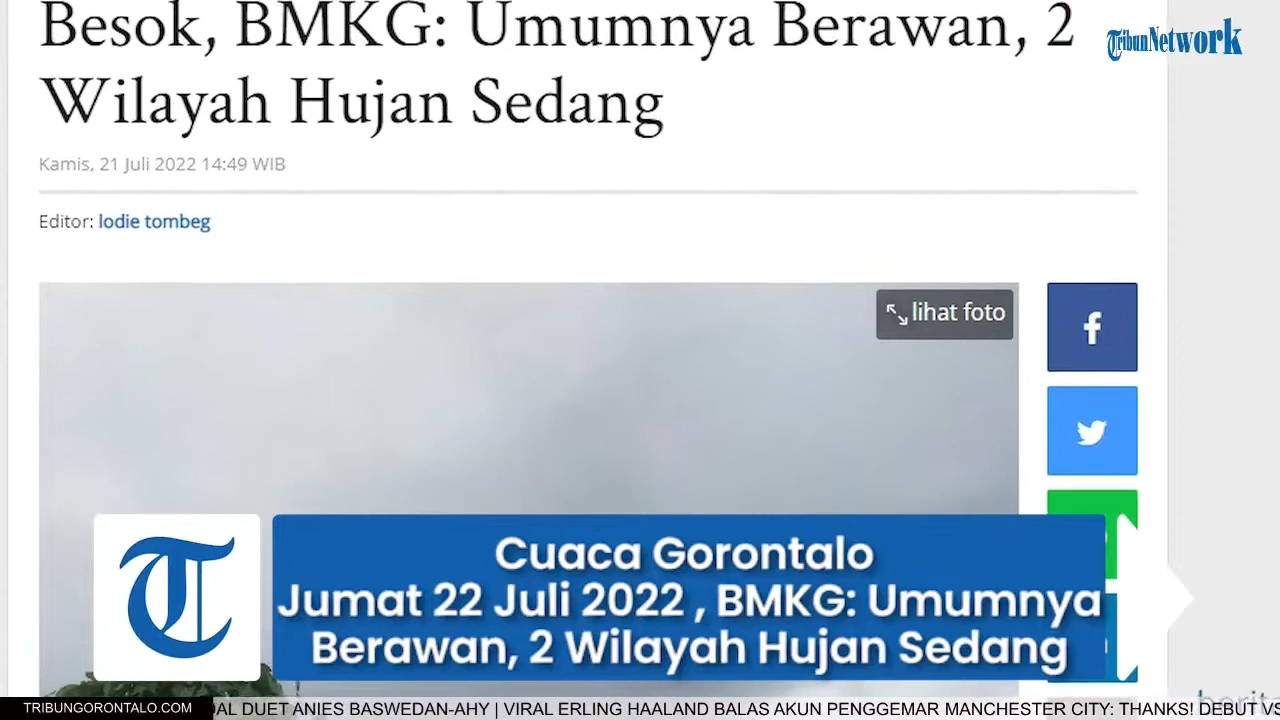 Besok, BMKG: Umumnya Berawan, 2
Wilayah Hujan Sedang
TribunNetwork
Kamis, 21 Juli 2022 14:49 WIB
Editor: lodie tombeg
lihat foto
Cuaca Gorontalo
Jumat 22 Juli 2022 , BMKG: Umumnya
Berawan, 2 Wilayah Hujan Sedang
TRIBUNGORONTALO.COM
DUET ANIES BASWEDAN-AHY | VIRAL ERLING HAALAND BALAS AKUN PENGGEMAR MANCHESTER CITY: THANKS! DEBUT